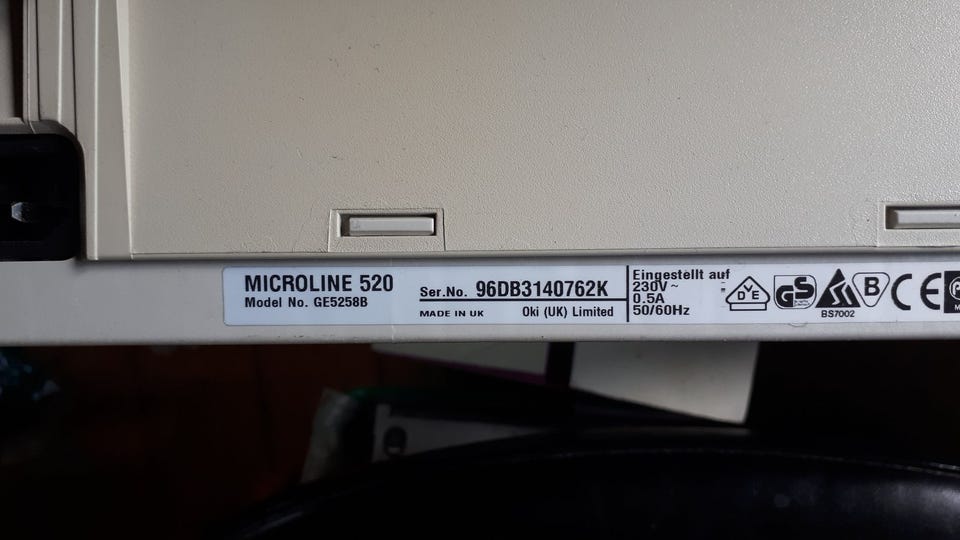 MICROLINE 520
Model No. GE5258B
Ser.No. 96DB3140762K
MADE IN UK Oki (UK) Limited
Eingestellt auf
230V~
0.5A
50/60Hz
DVE
GS
B
BS7002
CE